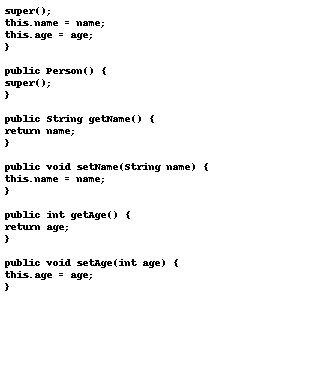 super();
this.name = name;
this.age = age;
}
public Person() {
super();
}
public String getName() {
return name;
}
public void setName(String name) {
this.name = name;
}
public int getAge() {
return age;
}
public void setAge(int age) {
this.age = age;
}